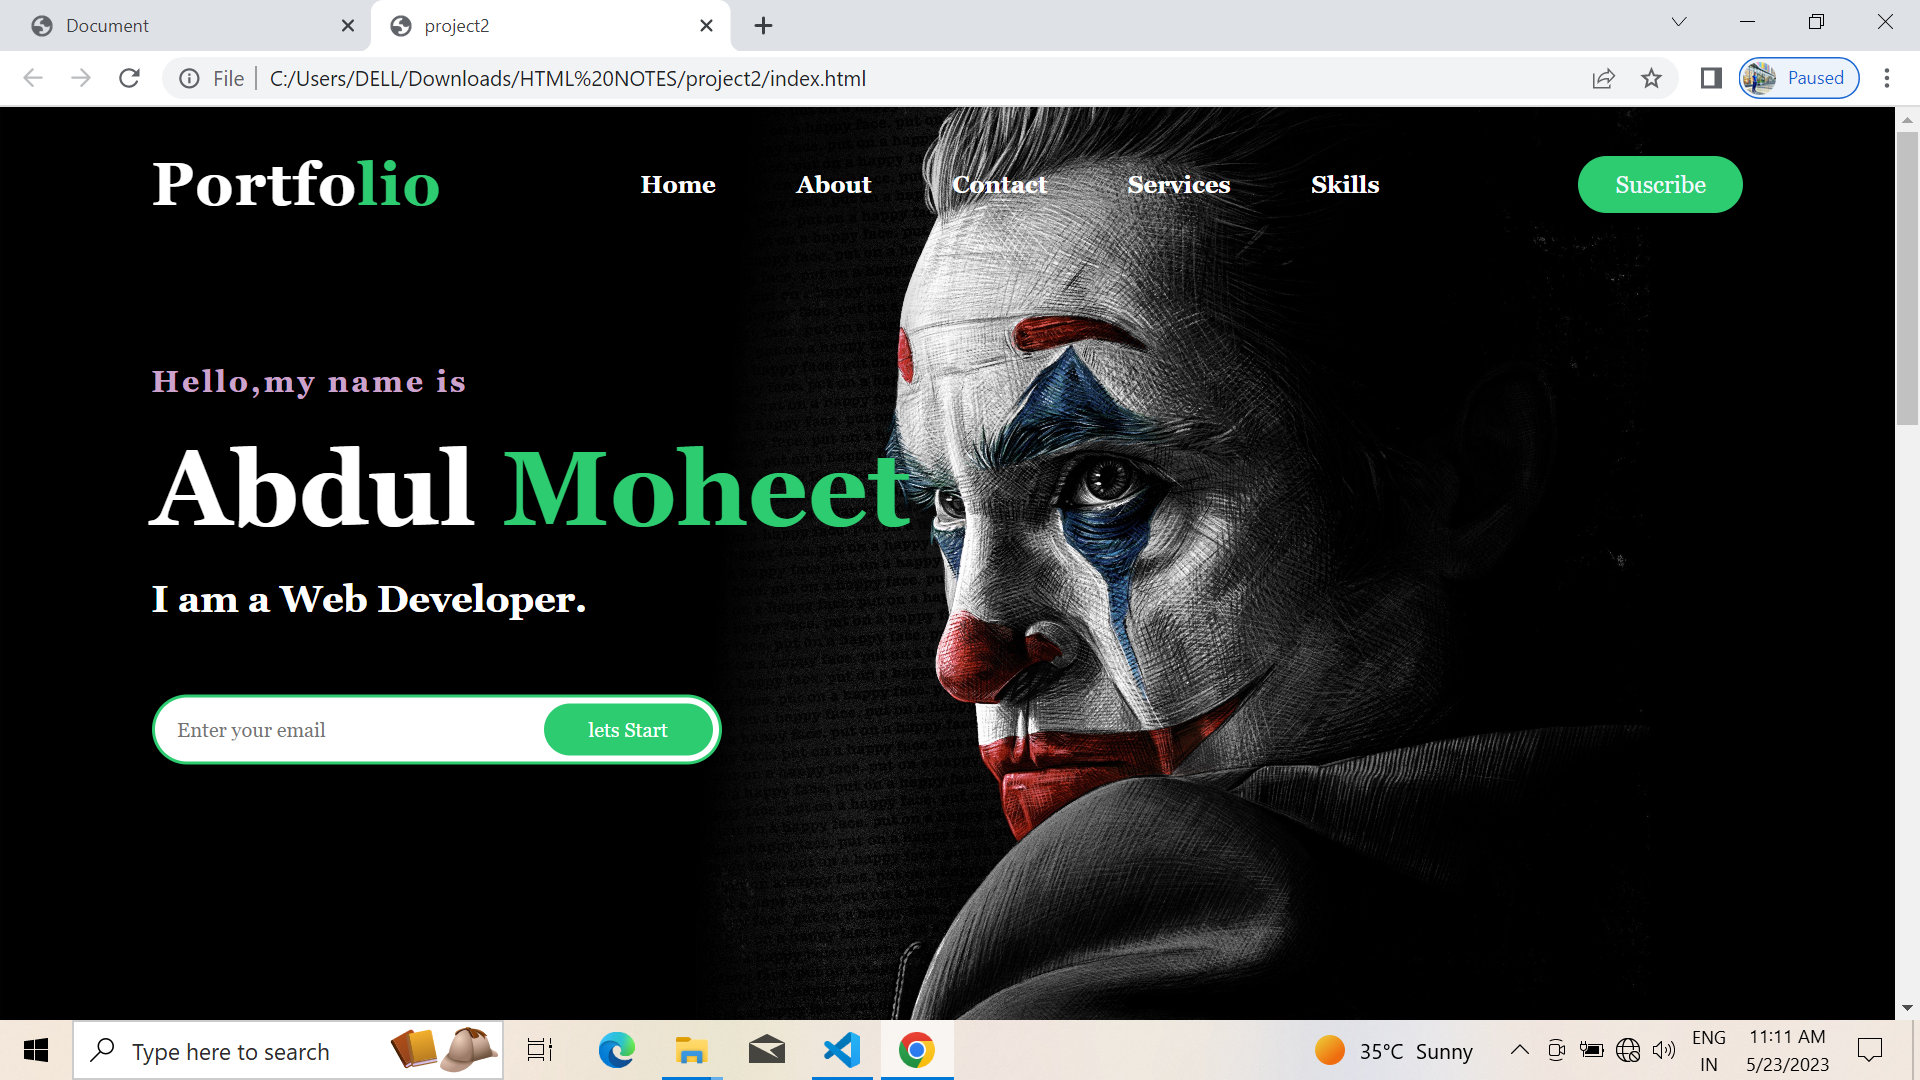 Document
project2
File
C:/Users/DELL/Downloads/HTML%20NOTES/project2/index.html
Paused
Portfolio
Home About Contact Services Skills
Suscribe
Hello,my name is
Abdul Moheet
I am a Web Developer.
Enter your email
lets Start
Type here to search
35°C Sunny
ENG
IN
11:11 AM
5/23/2023